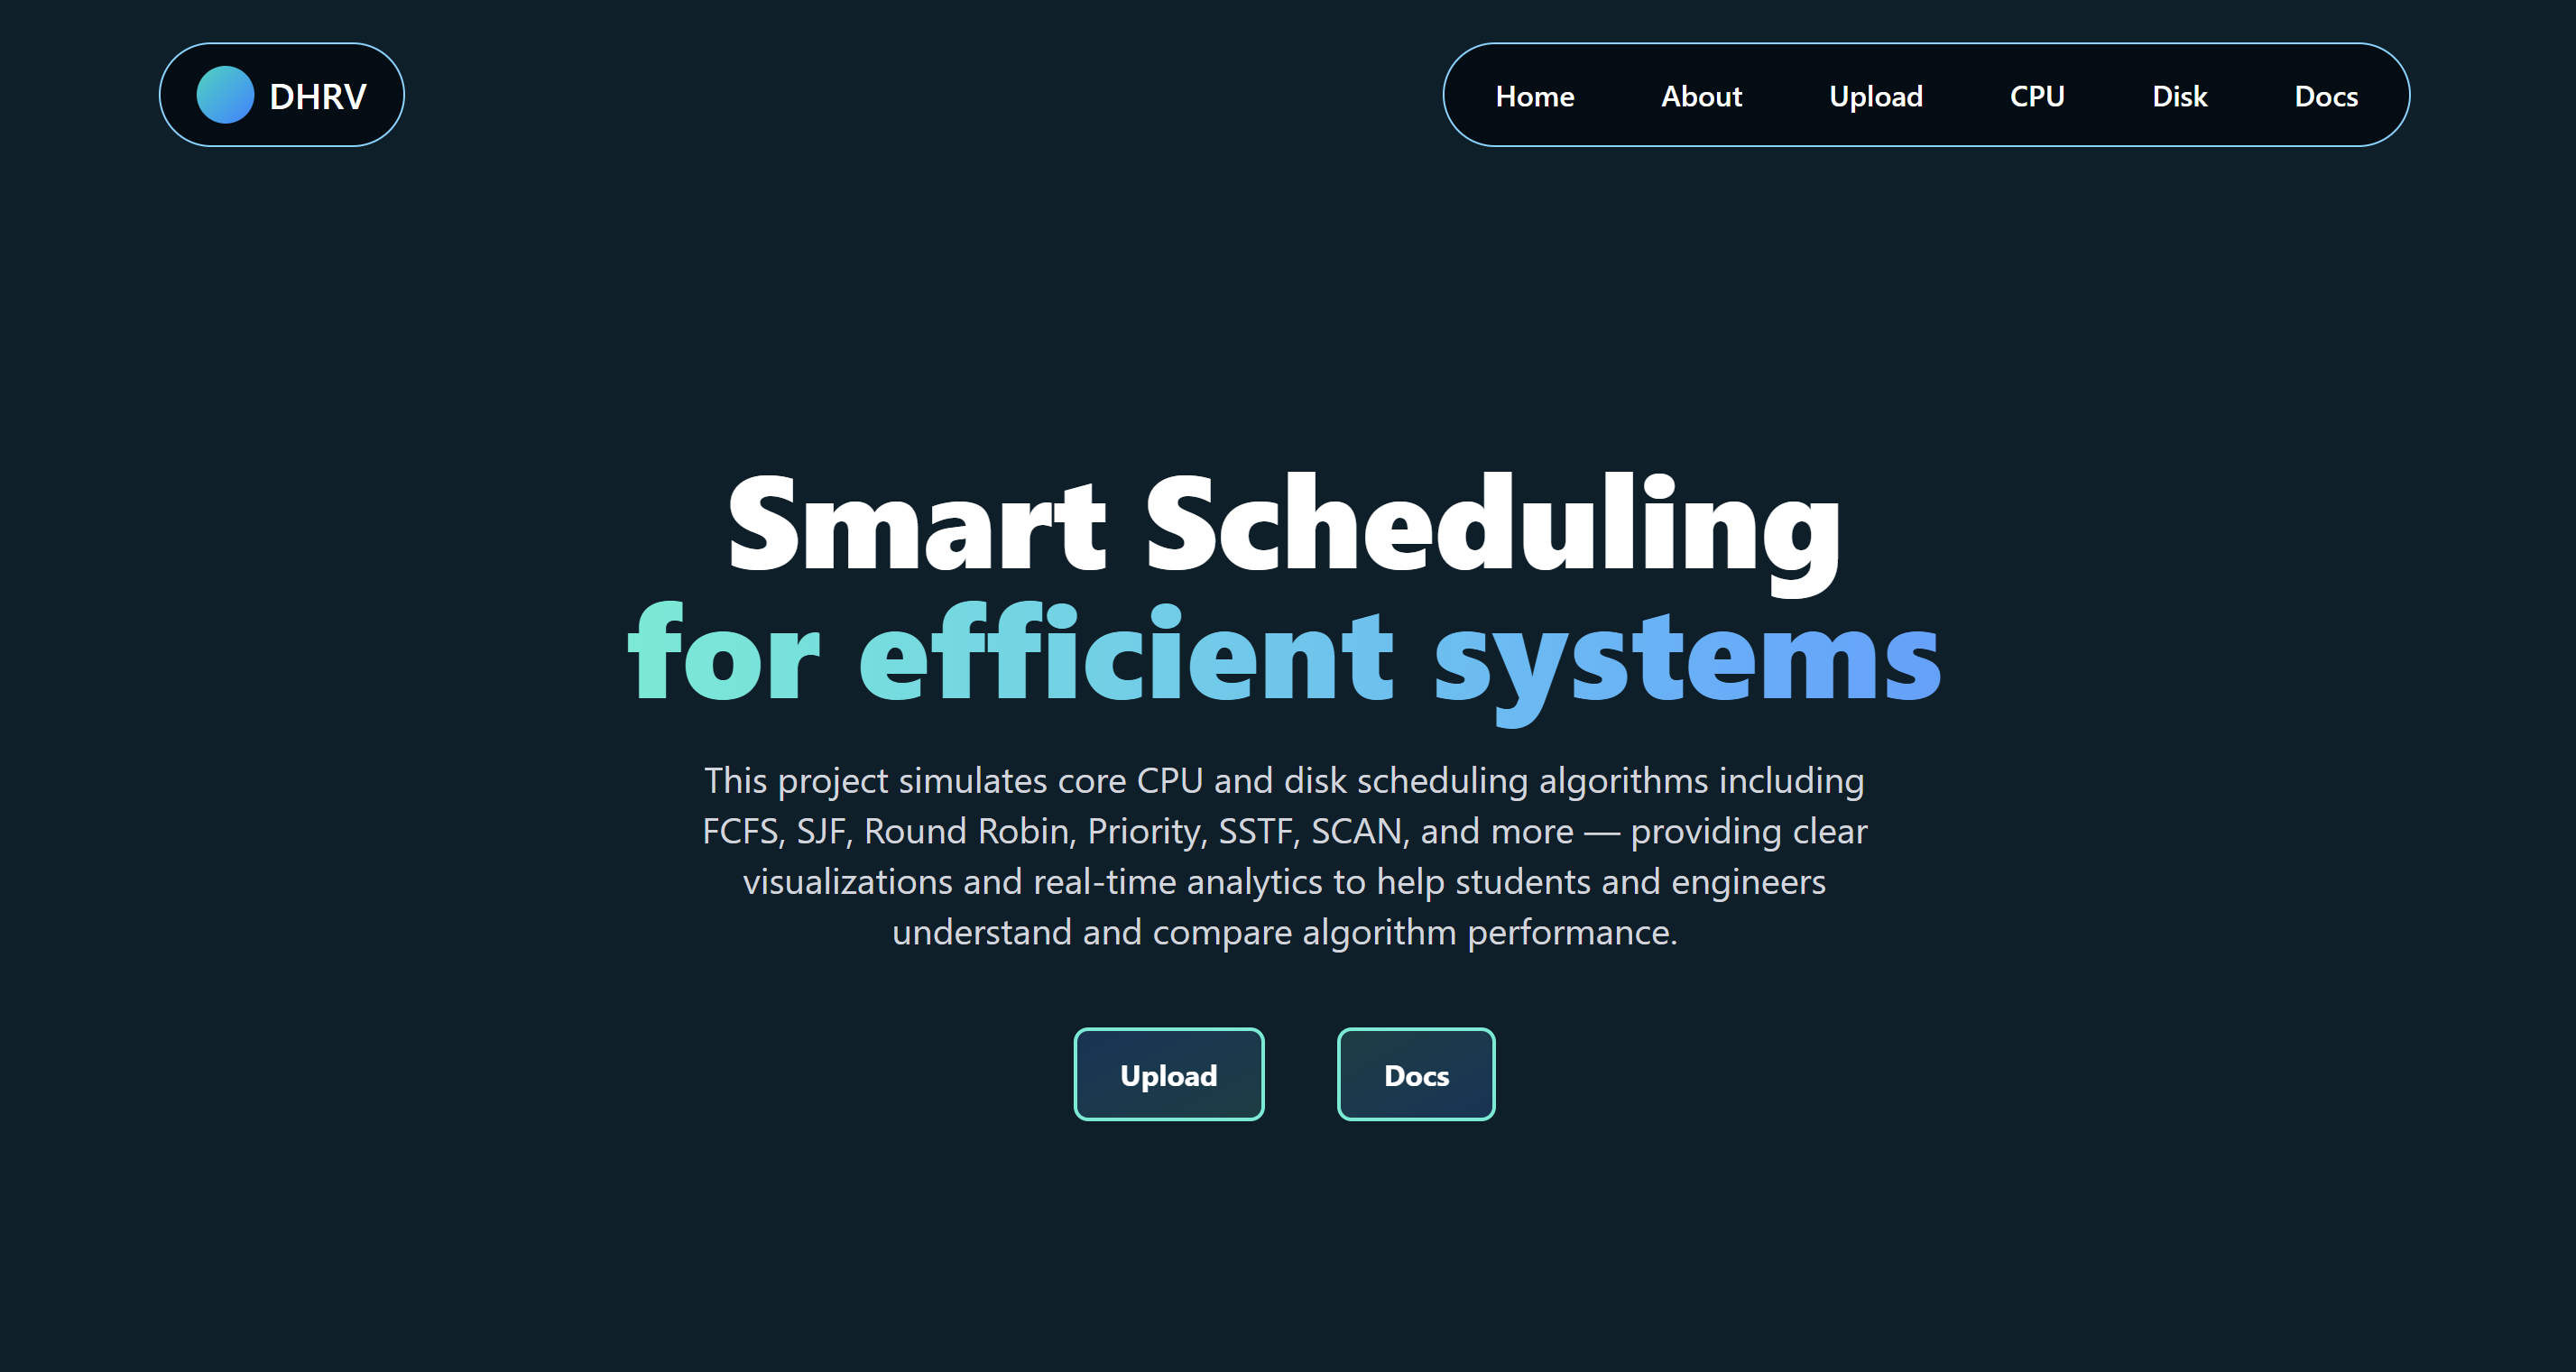 DHRV
Home About Upload CPU Disk Docs
Smart Scheduling
for efficient systems
This project simulates core CPU and disk scheduling algorithms including
FCFS, SJF, Round Robin, Priority, SSTF, SCAN, and more — providing clear
visualizations and real-time analytics to help students and engineers
understand and compare algorithm performance.
Upload Docs